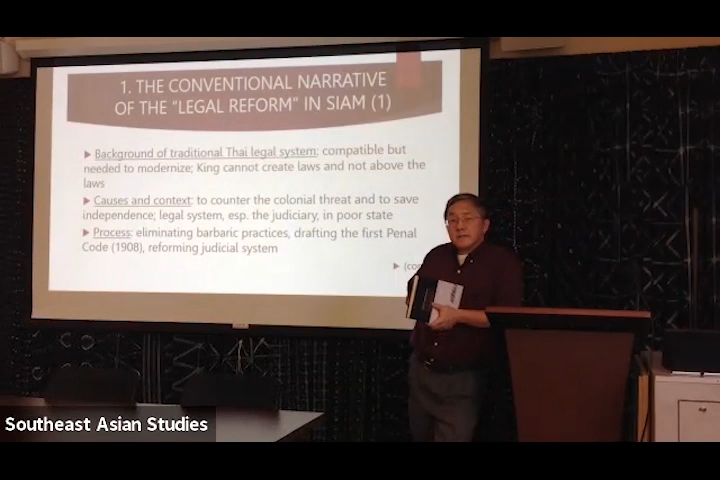 1. THE CONVENTIONAL NARRATIVE
OF THE “LEGAL REFORM” IN SIAM (1)
▶ Background of traditional Thai legal system: compatible but
needed to modernize; King cannot create laws and not above the
laws
▶ Causes and context: to counter the colonial threat and to save
independence; legal system, esp. the judiciary, in poor state
▶ Process: eliminating barbaric practices, drafting the first Penal
Code (1908), reforming judicial system
▶
Southeast Asian Studies